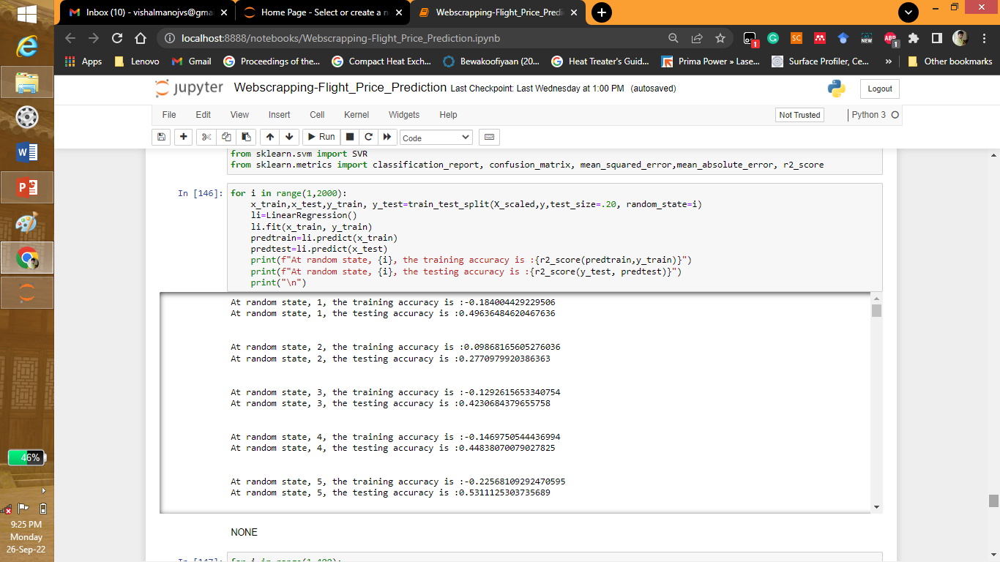 Inbox (10) - vishalmanojvs@gma
Home Page - Select or create a n
Webscrapping-Flight_Price_Predi
localhost:8888/notebooks/Webscrapping-Flight_Price_Prediction.ipynb
Apps
Lenovo
Gmail
Proceedings of the...
Compact Heat Exch...
Bewakoofiyaan (20...
Heat Treater's Guid...
Prima Power » Lase...
Surface Profiler, Ce...
»
Other bookmarks
jupyter Webscrapping-Flight_Price_Prediction Last Checkpoint: Last Wednesday at 1:00 PM (autosaved)
Logout
File Edit View Insert Cell Kernel Widgets Help
Not Trusted
Python 3
Run
Code
from sklearn.svm import SVR
from sklearn.metrics import classification_report, confusion_matrix, mean_squared_error,mean_absolute_error, r2_score
In [146]: for i in range(1,2000):
x_train,x_test,y_train, y_test=train_test_split(X_scaled,y,test_size=.20, random_state=i)
li=LinearRegression()
li.fit(x_train, y_train)
predtrain=li.predict(x_train)
predtest=li.predict(x_test)
print(f"At random state, {i}, the training accuracy is :{r2_score(predtrain,y_train)}")
print(f"At random state, {i}, the testing accuracy is :{r2_score(y_test, predtest)}")
print("\n")
At random state, 1, the training accuracy is :-0.184004429229506
At random state, 1, the testing accuracy is :0.49636484620467636
At random state, 2, the training accuracy is :0.09868165605276036
At random state, 2, the testing accuracy is :0.2770979920386363
At random state, 3, the training accuracy is :-0.1292615653340754
At random state, 3, the testing accuracy is :0.4230684379655758
At random state, 4, the training accuracy is :-0.1469750544436994
At random state, 4, the testing accuracy is :0.44838070079027825
At random state, 5, the training accuracy is :-0.22568109292470595
At random state, 5, the testing accuracy is :0.5311125303735689
NONE
46%
9:25 PM
Monday
26-Sep-22